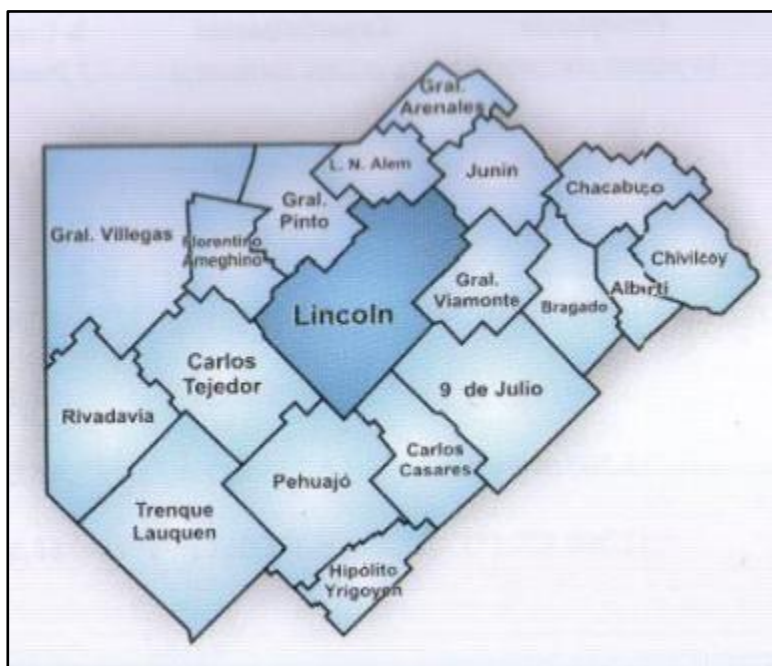 Gral.
Arenales
L. N. Alem
Junin
Chacabuco
Gral.
Pinto
Gral. Villegas
Florentino
Ameghino
Chivilcoy
Gral.
Viamonte
Alberti
Bragado
Lincoln
Carlos
Tejedor
9 de Julio
Rivadavia
Carlos
Casares
Pehuajó
Trenque
Lauquen
Hipólito
Yrigoyen